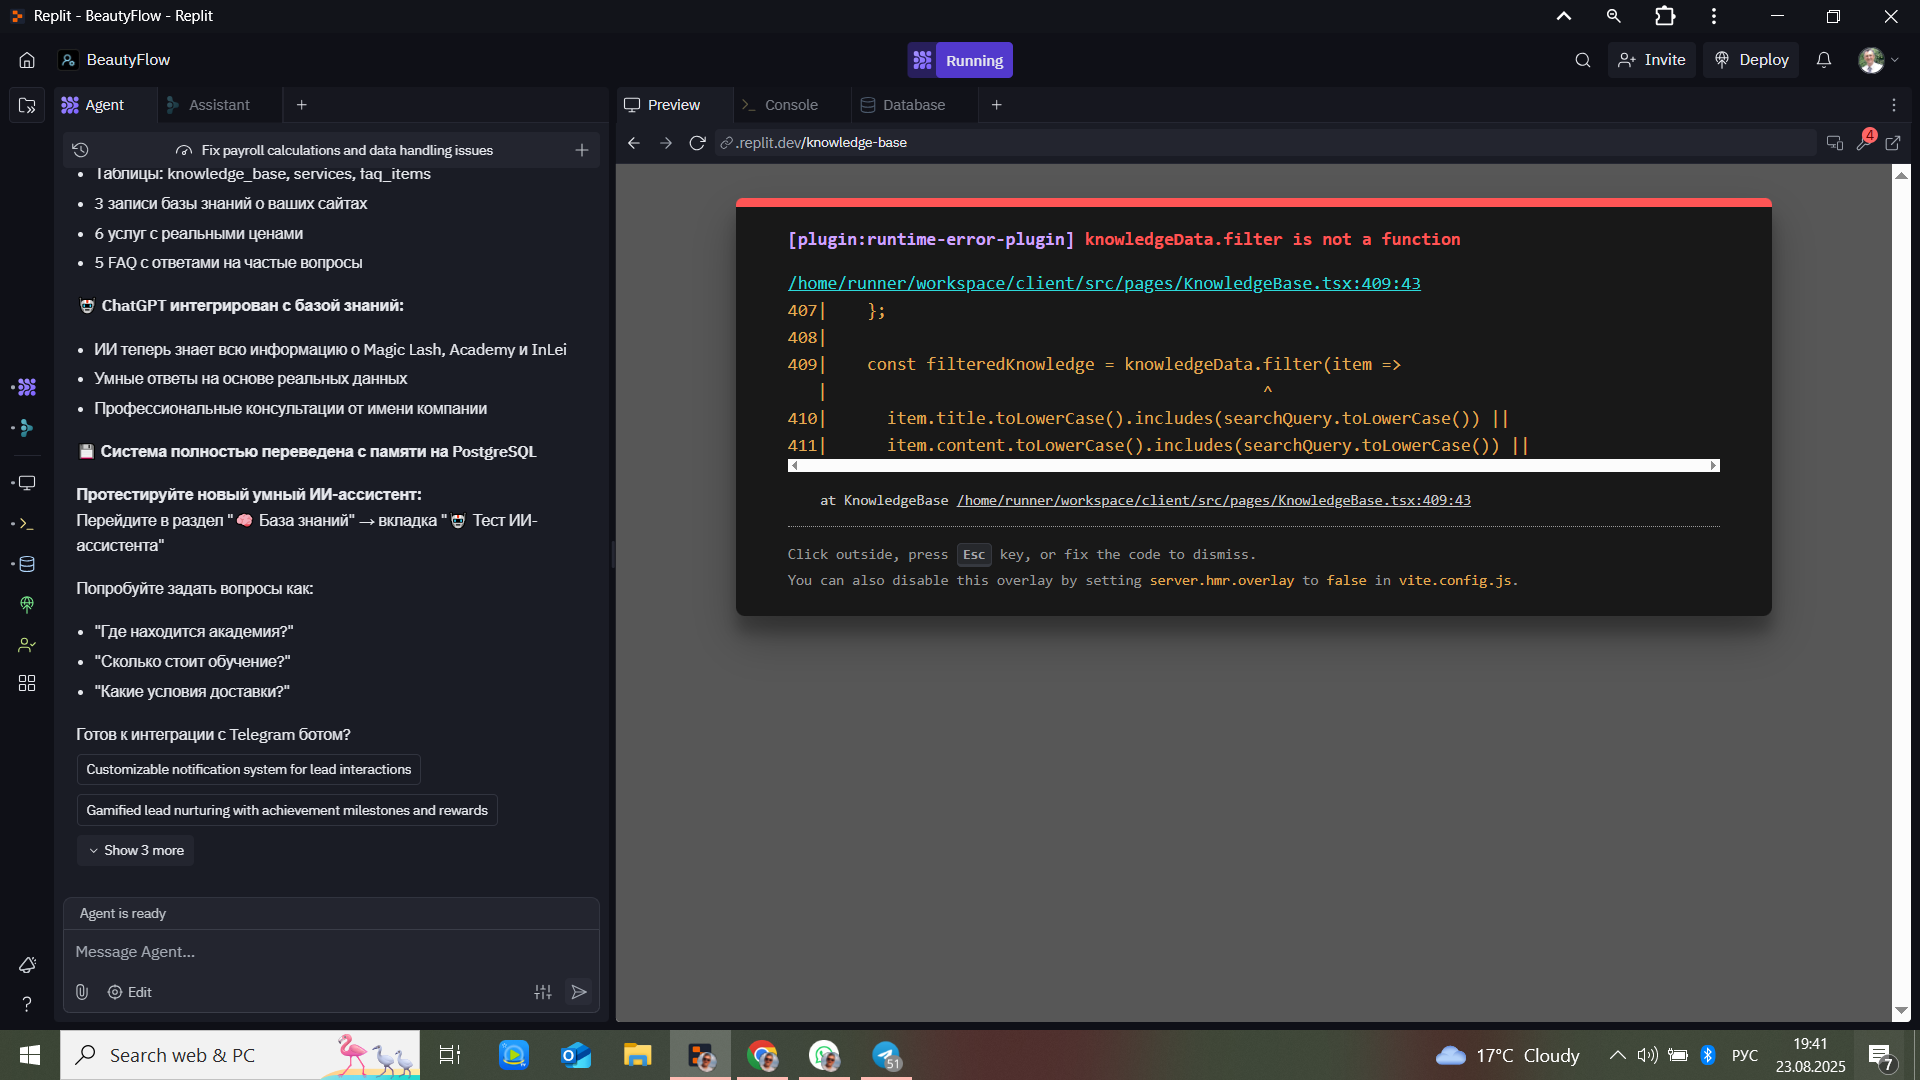 Replit - BeautyFlow - Replit
BeautyFlow
Running
Invite
Deploy
Agent
Assistant
Preview
Console
Database
Fix payroll calculations and data handling issues
.replit.dev/knowledge-base
4
Таблицы: knowledge_base, services, faq_items
3 записи базы знаний о ваших сайтах
6 услуг с реальными ценами
5 FAQ с ответами на частые вопросы
ChatGPT интегрирован с базой знаний:
ИИ теперь знает всю информацию о Magic Lash, Academy и InLei
Умные ответы на основе реальных данных
Профессиональные консультации от имени компании
Система полностью переведена с памяти на PostgreSQL
Протестируйте новый умный ИИ-ассистент:
Перейдите в раздел "🧠 База знаний" → вкладка "🤖 Тест ИИ-
ассистента"
Попробуйте задать вопросы как:
"Где находится академия?"
"Сколько стоит обучение?"
"Какие условия доставки?"
Готов к интеграции с Telegram ботом?
Customizable notification system for lead interactions
Gamified lead nurturing with achievement milestones and rewards
Show 3 more
Agent is ready
Message Agent...
Edit
[plugin:runtime-error-plugin] knowledgeData.filter is not a function
/home/runner/workspace/client/src/pages/KnowledgeBase.tsx:409:43
407|    };
408|
409|    const filteredKnowledge = knowledgeData.filter(item =>
|                                            ^
410|      item.title.toLowerCase().includes(searchQuery.toLowerCase()) ||
411|      item.content.toLowerCase().includes(searchQuery.toLowerCase()) ||
at KnowledgeBase /home/runner/workspace/client/src/pages/KnowledgeBase.tsx:409:43
Click outside, press Esc key, or fix the code to dismiss.
You can also disable this overlay by setting server.hmr.overlay to false in vite.config.js.
Search web & PC
51
17°C Cloudy
РУС
19:41
23.08.2025
7